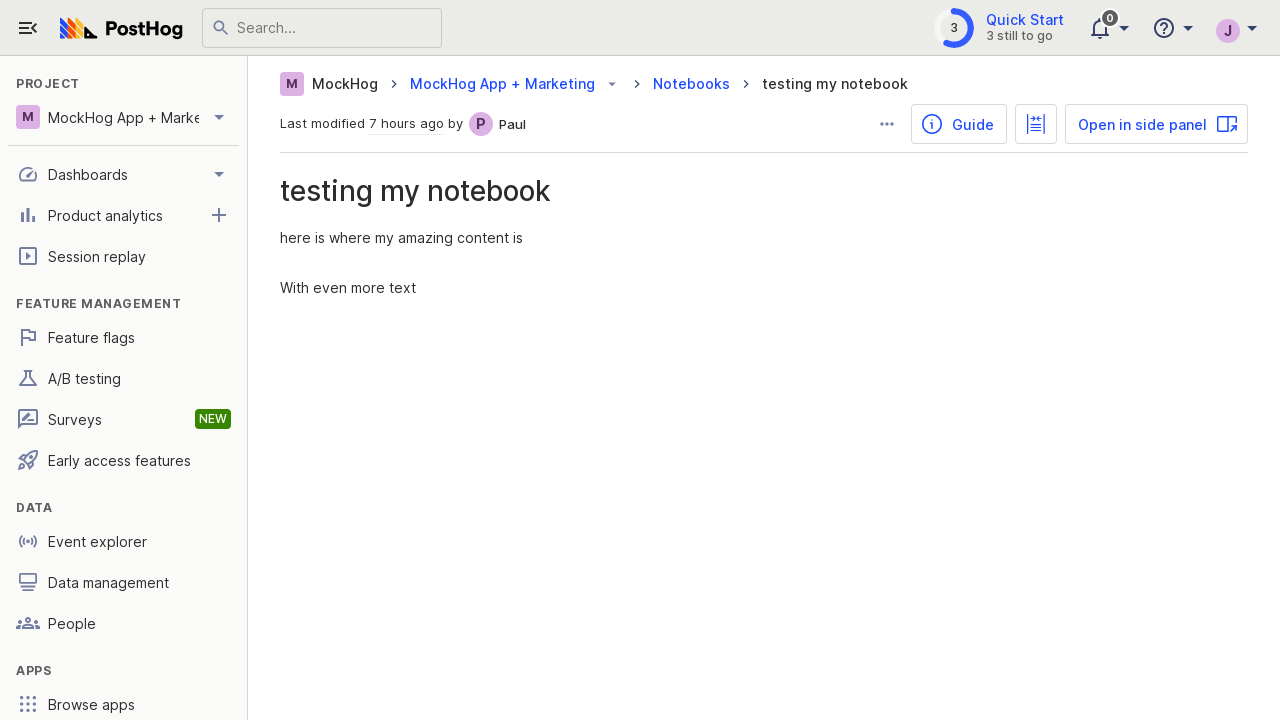 PostHog
Search...
3
Quick Start
3 still to go
0
J
PROJECT
M MockHog App + Marke
Dashboards
Product analytics
Session replay
FEATURE MANAGEMENT
Feature flags
A/B testing
Surveys NEW
Early access features
DATA
Event explorer
Data management
People
APPS
Browse apps
M MockHog MockHog App + Marketing Notebooks testing my notebook
Last modified 7 hours ago by P Paul
Guide
Open in side panel
testing my notebook
here is where my amazing content is
With even more text